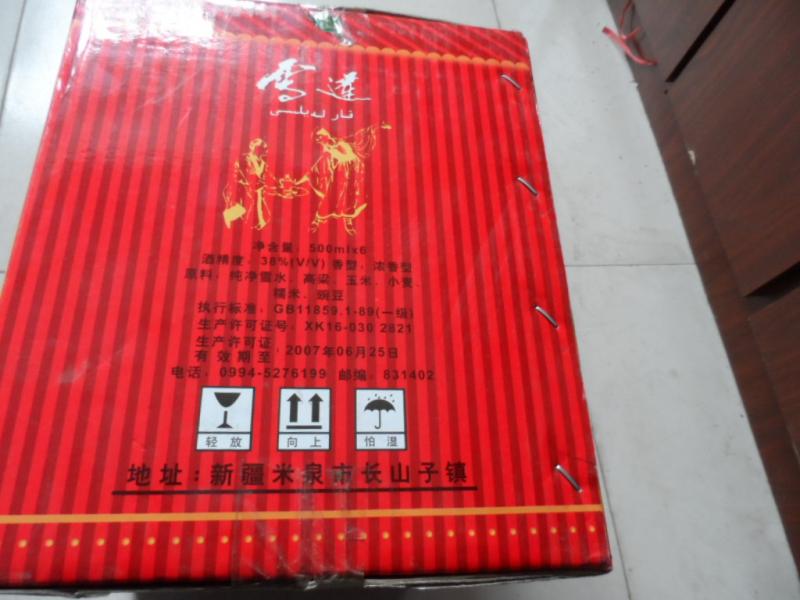 雪莲
قار لەيلىسى
净含量：500mlx6
酒精度：38%(V/V) 香型：浓香型
原料：纯净雪水、高粱、玉米、小麦、
糯米、豌豆
执行标准：GB11859.1-89(一级)
生产许可证号：XK16-030 2821
生产许可证
有效期至：2007年06月25日
电话：0994-5276199 邮编：831402
轻放
向上
怕湿
地址：新疆米泉市长山子镇